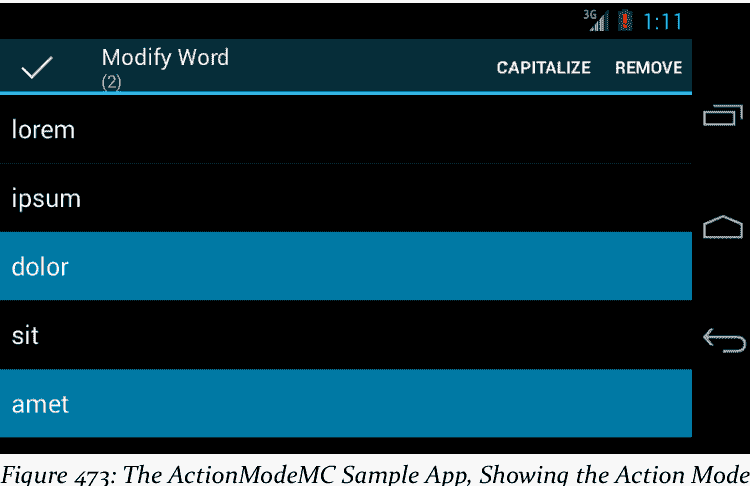 3G 1:11
Modify Word
(2)
CAPITALIZE REMOVE
lorem
ipsum
dolor
sit
amet
Figure 473: The ActionModeMC Sample App, Showing the Action Mode